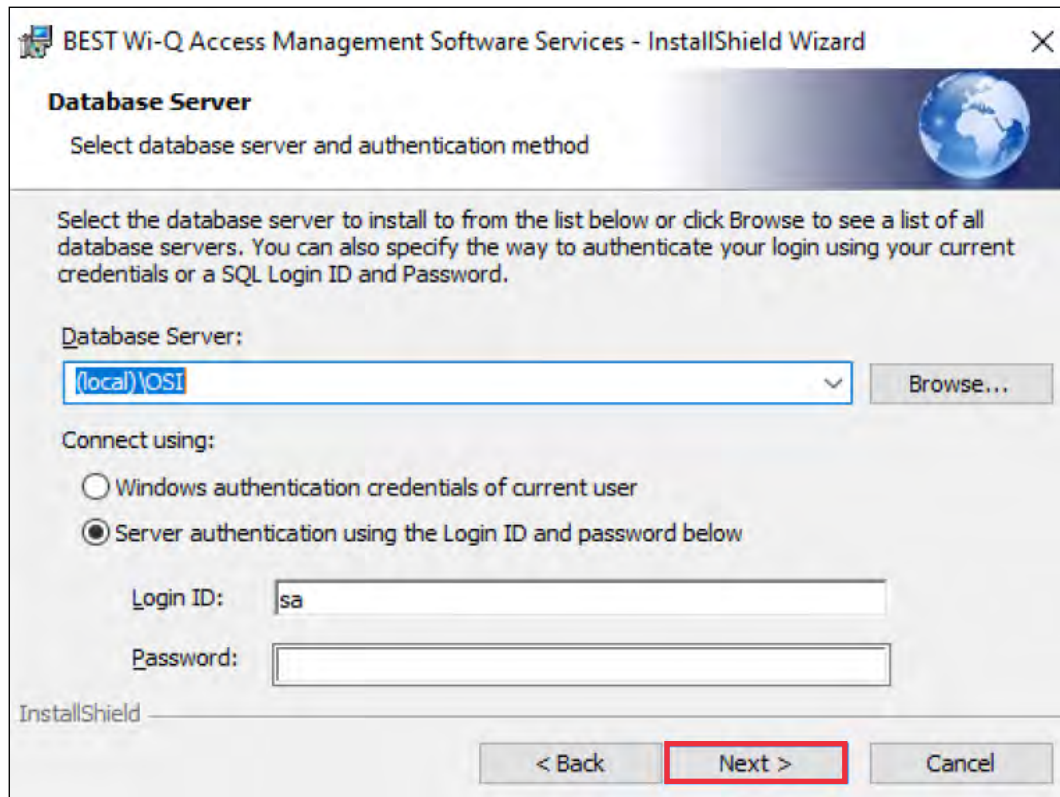 BEST Wi-Q Access Management Software Services - InstallShield Wizard
Database Server
Select database server and authentication method
Select the database server to install to from the list below or click Browse to see a list of all
database servers. You can also specify the way to authenticate your login using your current
credentials or a SQL Login ID and Password.
Database Server:
(local)\OSI
Browse...
Connect using:
Windows authentication credentials of current user
Server authentication using the Login ID and password below
Login ID: sa
Password:
InstallShield
< Back Next > Cancel